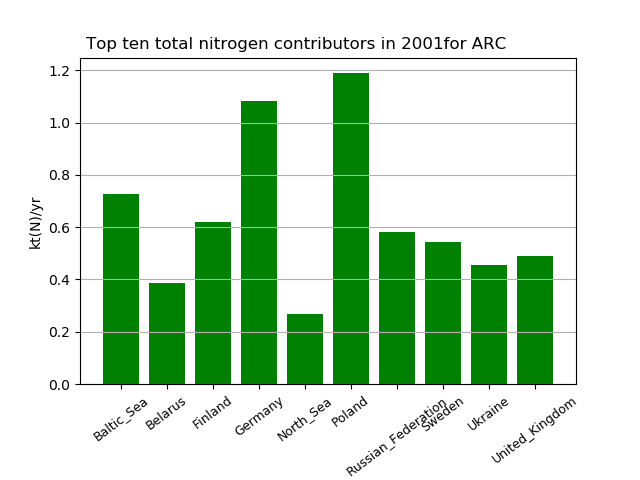 Top ten total nitrogen contributors in 2001for ARC
kt(N)/yr
1.2
1.0
0.8
0.6
0.4
0.2
0.0
Baltic_Sea
Belarus
Finland
Germany
North_Sea
Poland
Russian_Federation
Sweden
Ukraine
United_Kingdom